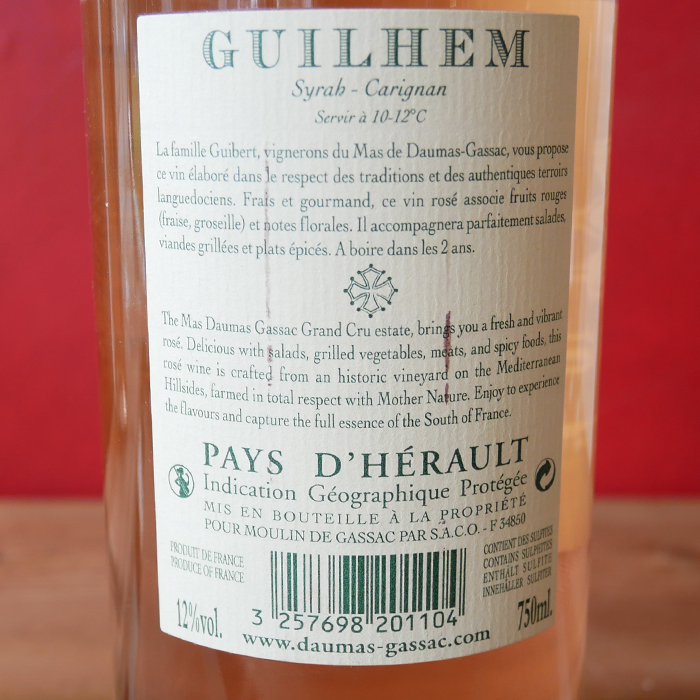 GUILHEM
Syrah - Carignan
Servir à 10-12°C
La famille Guibert, vignerons du Mas de Daumas-Gassac, vous propose
ce vin élaboré dans le respect des traditions et des authentiques terroirs
languedociens. Frais et gourmand, ce vin rosé associe fruits rouges
(fraise, groseille) et notes florales. Il accompagnera parfaitement salades,
viandes grillées et plats épicés. A boire dans les 2 ans.
The Mas Daumas Gassac Grand Cru estate, brings you a fresh and vibrant
rosé. Delicious with salads, grilled vegetables, meats, and spicy foods, this
rosé wine is crafted from an historic vineyard on the Mediterranean
Hillsides, farmed in total respect with Mother Nature. Enjoy to experience
the flavours and capture the full essence of the South of France.
PAYS D'HÉRAULT
Indication Géographique Protégée
MIS EN BOUTEILLE À LA PROPRIÉTÉ
POUR MOULIN DE GASSAC PAR S.A.C.O. - F 34850
PRODUIT DE FRANCE
PRODUCE OF FRANCE
CONTIENT DES SULFITES
CONTAINS SULPHITES
ENTHÄLT SULFITE
INNEHÅLLER SULFITER
12%vol.
3 257698 201104
750ml.
www.daumas-gassac.com